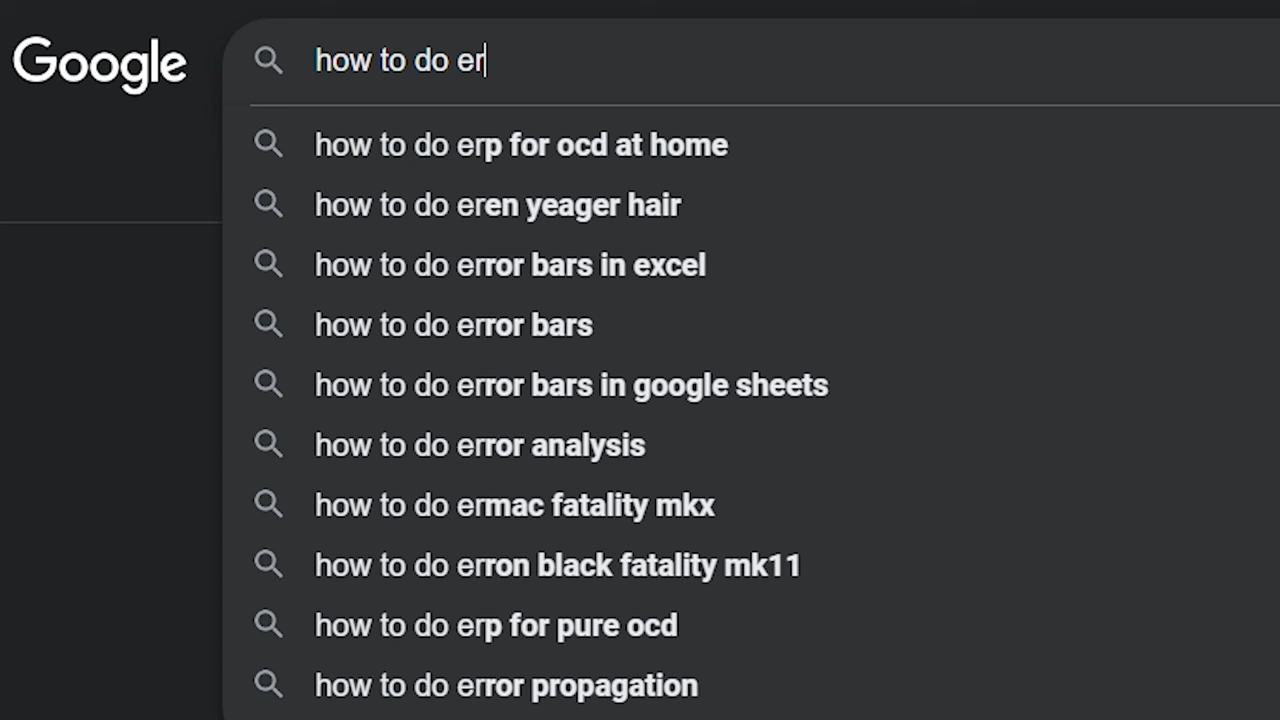 Google
how to do er
how to do erp for ocd at home
how to do eren yeager hair
how to do error bars in excel
how to do error bars
how to do error bars in google sheets
how to do error analysis
how to do ermac fatality mkx
how to do erron black fatality mk11
how to do erp for pure ocd
how to do error propagation